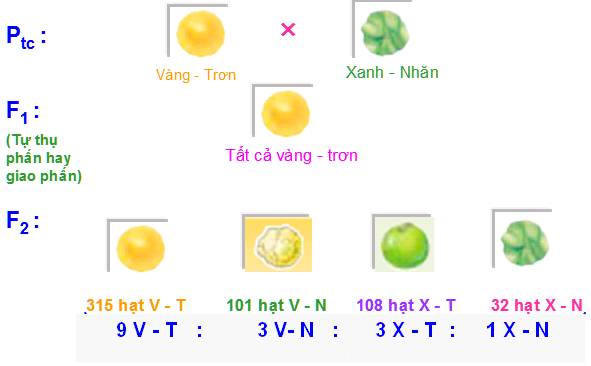 P tc :
×
Vàng - Trơn
Xanh - Nhăn
F1 :
(Tự thụ
phấn hay
giao phấn)
Tất cả vàng - trơn
F2 :
315 hạt V - T 101 hạt V - N 108 hạt X - T 32 hạt X - N
9 V - T : 3 V- N : 3 X - T : 1 X - N